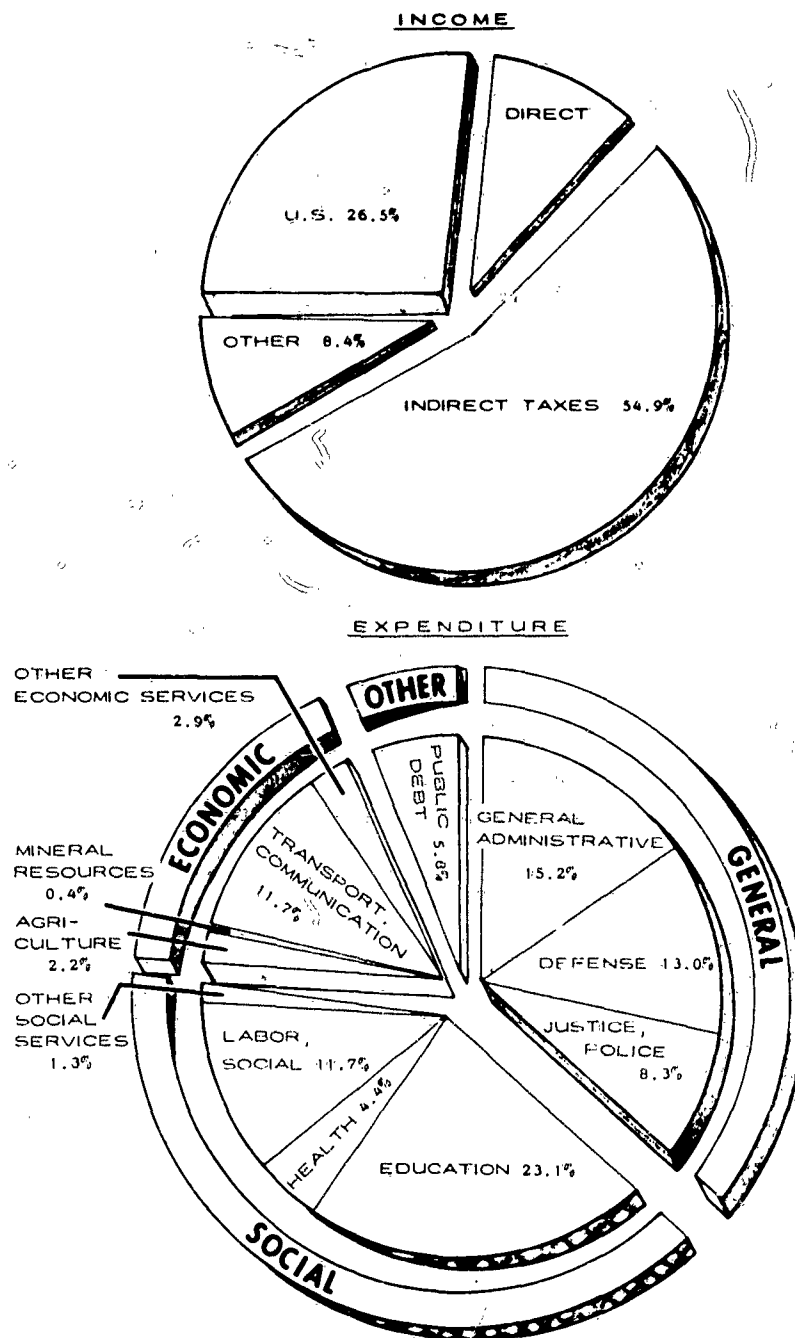 INCOME
DIRECT
U.S. 26.5%
OTHER 8.4%
INDIRECT TAXES 54.9%
EXPENDITURE
OTHER
ECONOMIC SERVICES
2.9%
OTHER
PUBLIC
DEBT
5.8%
ECONOMIC
TRANSPORT,
COMMUNICATION
11.7%
MINERAL
RESOURCES
0.4%
AGRI-
CULTURE
2.2%
OTHER
SOCIAL
SERVICES
1.3%
GENERAL
ADMINISTRATIVE
15.2%
GENERAL
DEFENSE 13.0%
JUSTICE,
POLICE
8.3%
LABOR,
SOCIAL 11.7%
HEALTH 4.4%
EDUCATION 23.1%
SOCIAL